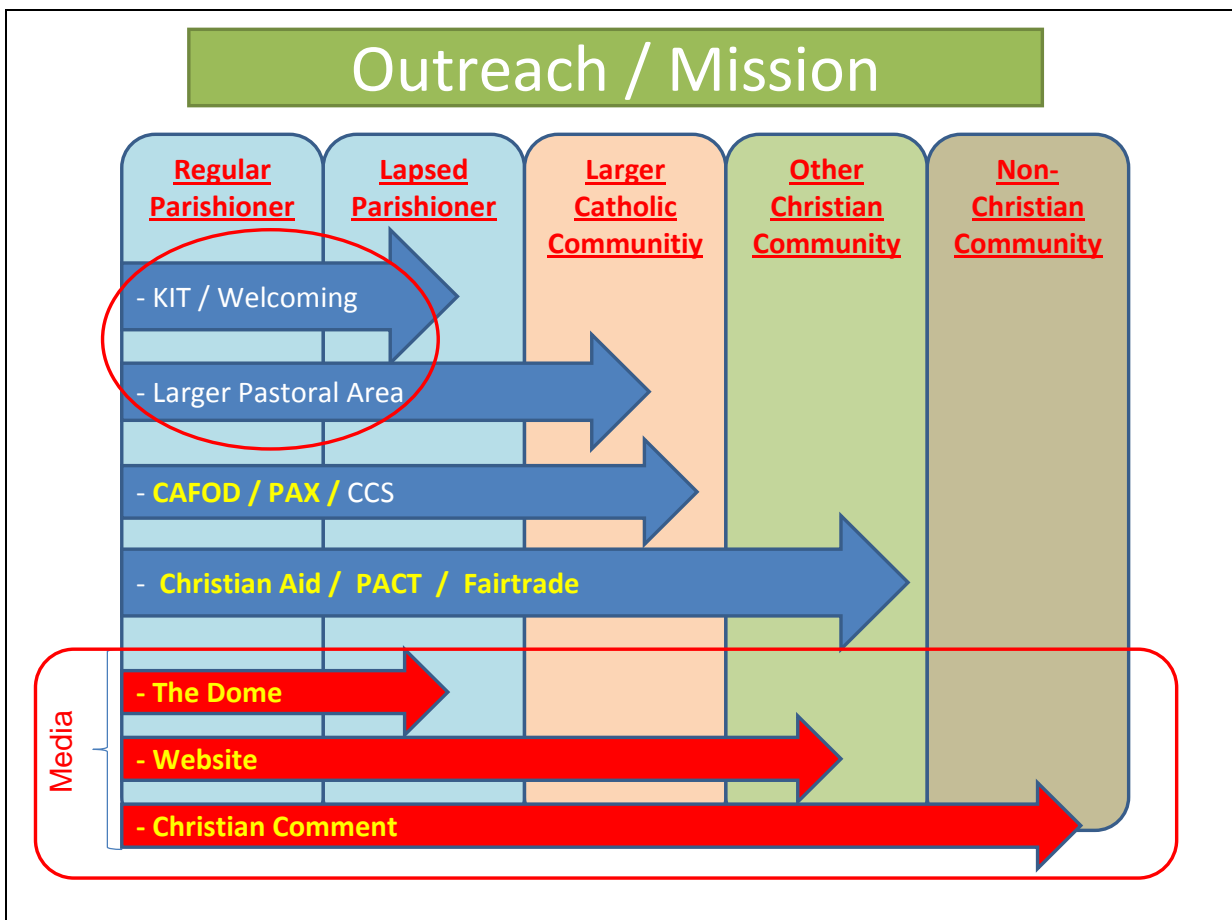 Outreach / Mission
Regular
Parishioner
Lapsed
Parishioner
Larger
Catholic
Communitiy
Other
Christian
Community
Non-
Christian
Community
- KIT / Welcoming
- Larger Pastoral Area
- CAFOD / PAX / CCS
- Christian Aid / PACT / Fairtrade
Media
- The Dome
- Website
- Christian Comment